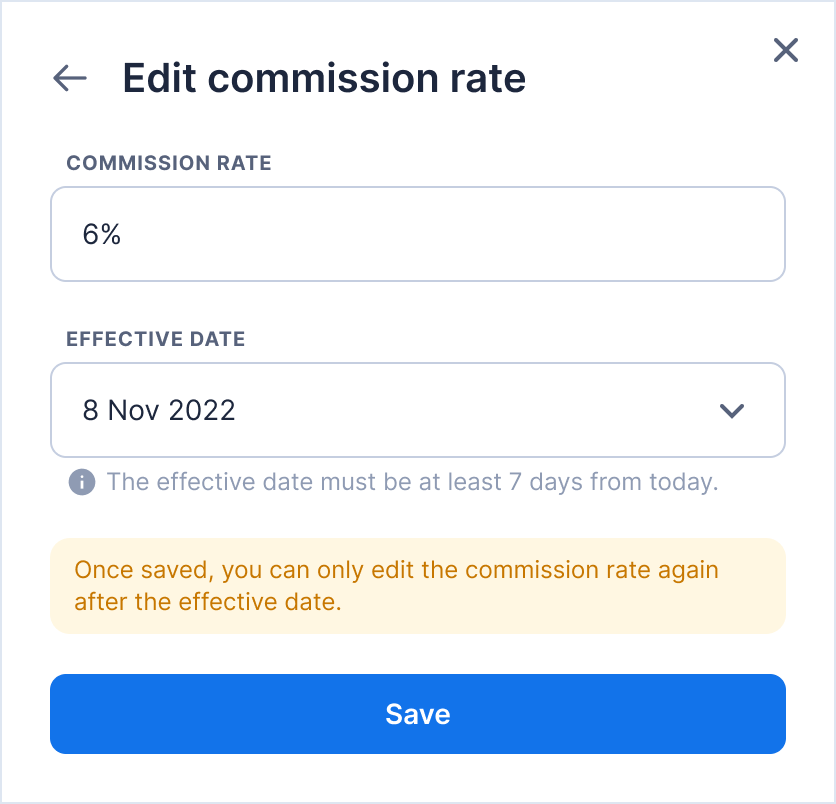 Edit commission rate
COMMISSION RATE
6%
EFFECTIVE DATE
8 Nov 2022
The effective date must be at least 7 days from today.
Once saved, you can only edit the commission rate again
after the effective date.
Save